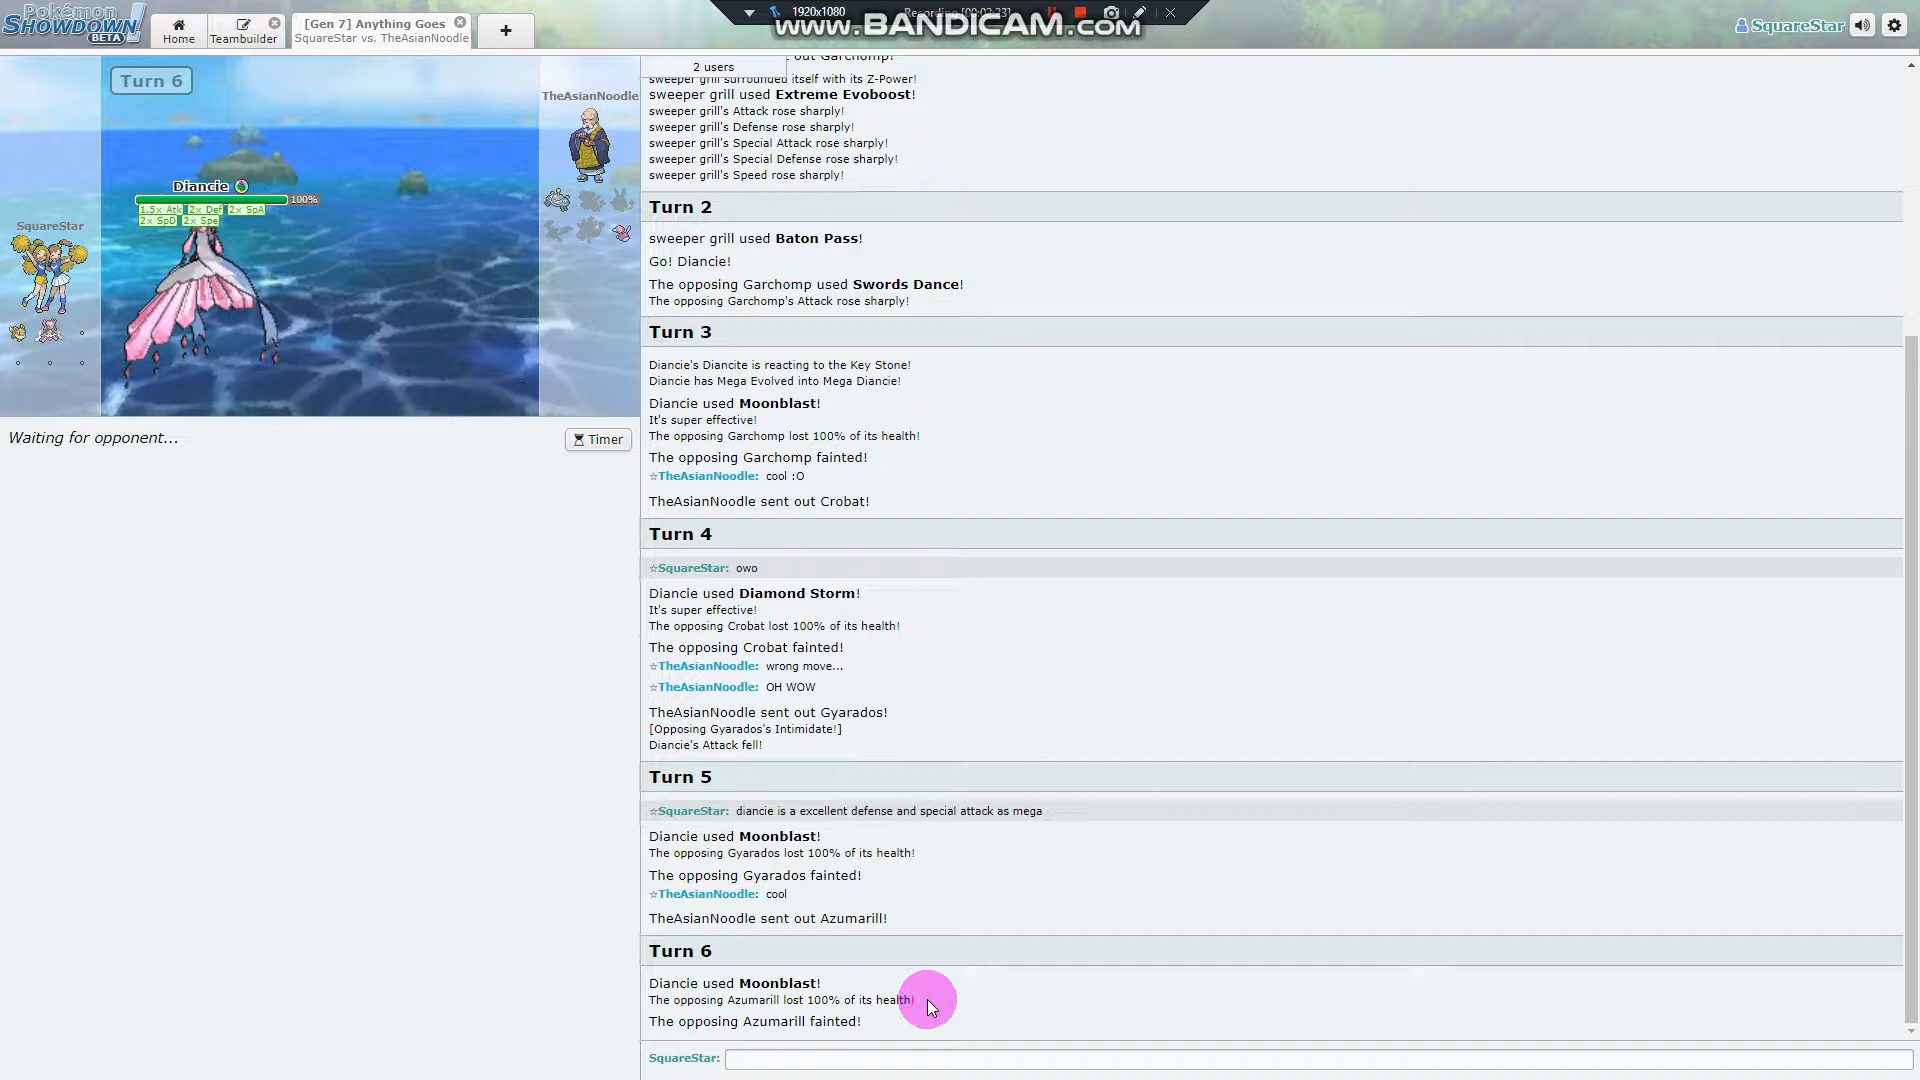 Pokémon
SHOWDOWN!
BETA
Home
Teambuilder
[Gen 7] Anything Goes
SquareStar vs. TheAsianNoodle
+
1920x1080
Recording [00:02:23]
WWW.BANDICAM.COM
SquareStar
Turn 6
TheAsianNoodle
Diancie
100%
1.5× Atk 2× Def 2× SpA
2× SpD 2× Spe
SquareStar
Waiting for opponent...
Timer
2 users
out Garchomp!
sweeper grill surrounded itself with its Z-Power!
sweeper grill used Extreme Evoboost!
sweeper grill's Attack rose sharply!
sweeper grill's Defense rose sharply!
sweeper grill's Special Attack rose sharply!
sweeper grill's Special Defense rose sharply!
sweeper grill's Speed rose sharply!
Turn 2
sweeper grill used Baton Pass!
Go! Diancie!
The opposing Garchomp used Swords Dance!
The opposing Garchomp's Attack rose sharply!
Turn 3
Diancie's Diancite is reacting to the Key Stone!
Diancie has Mega Evolved into Mega Diancie!
Diancie used Moonblast!
It's super effective!
The opposing Garchomp lost 100% of its health!
The opposing Garchomp fainted!
☆TheAsianNoodle: cool :O
TheAsianNoodle sent out Crobat!
Turn 4
☆SquareStar: owo
Diancie used Diamond Storm!
It's super effective!
The opposing Crobat lost 100% of its health!
The opposing Crobat fainted!
☆TheAsianNoodle: wrong move...
☆TheAsianNoodle: OH WOW
TheAsianNoodle sent out Gyarados!
[Opposing Gyarados's Intimidate!]
Diancie's Attack fell!
Turn 5
☆SquareStar: diancie is a excellent defense and special attack as mega
Diancie used Moonblast!
The opposing Gyarados lost 100% of its health!
The opposing Gyarados fainted!
☆TheAsianNoodle: cool
TheAsianNoodle sent out Azumarill!
Turn 6
Diancie used Moonblast!
The opposing Azumarill lost 100% of its health!
The opposing Azumarill fainted!
SquareStar: